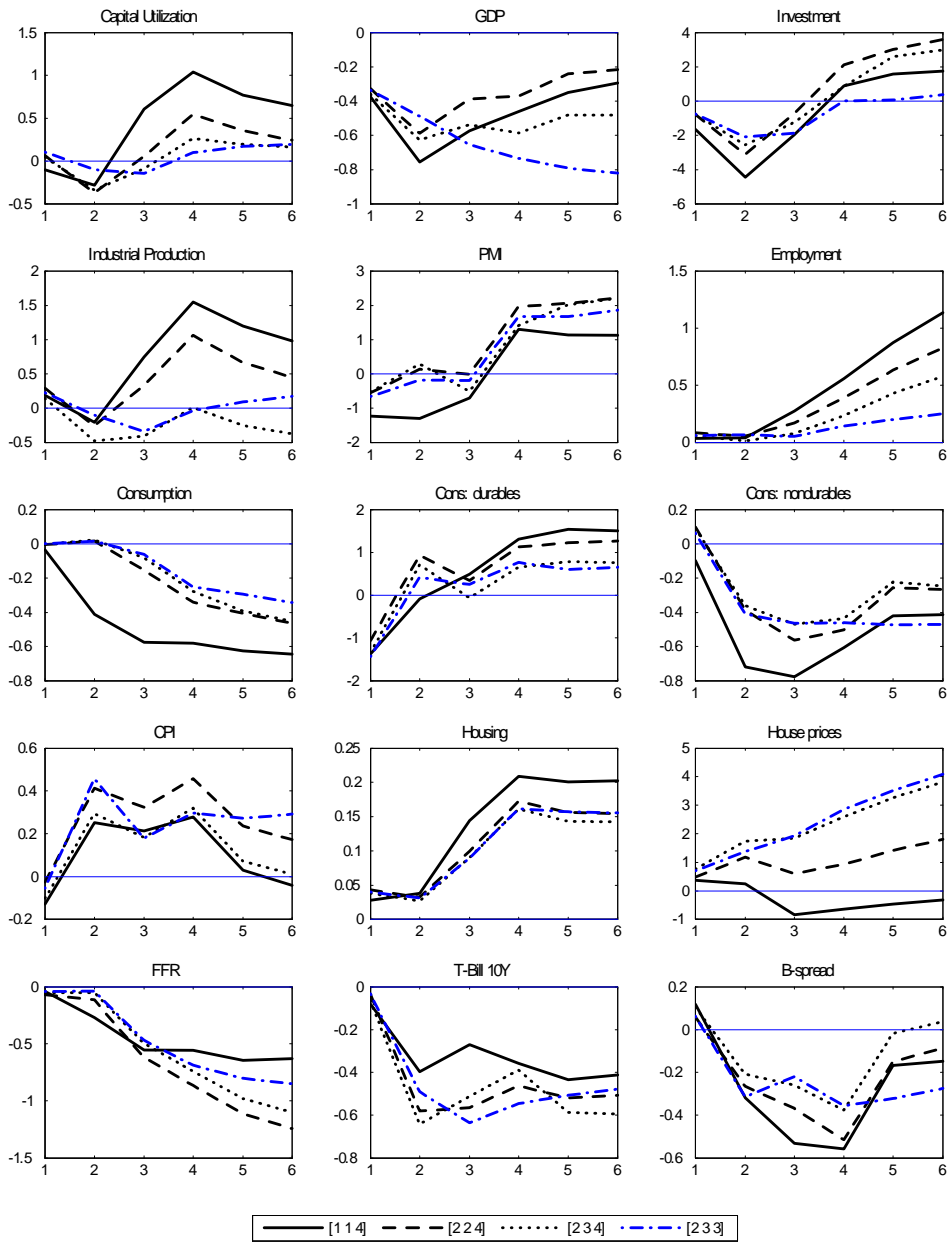 Capital Utilization GDP Investment
1.5 0 4
1 -0.2 2
0.5 -0.4 0
0 -0.6 -2
-0.8 -4
-0.5 -1 -6
1 2 3 4 5 6 1 2 3 4 5 6 1 2 3 4 5 6
Industrial Production PMI Employment
2 3 1.5
1.5 2
1 1 1
0.5 0
0 -1 0.5
-0.5 -2 0
1 2 3 4 5 6 1 2 3 4 5 6 1 2 3 4 5 6
Consumption Cons: durables Cons: nondurables
0.2 2 0.2
0 1 0
-0.2 0 -0.2
-0.4 -0.4
-0.6 -1 -0.6
-0.8 -2 -0.8
1 2 3 4 5 6 1 2 3 4 5 6 1 2 3 4 5 6
CPI Housing House prices
0.6 0.25 5
0.4 0.2 4
0.15 3
0.2 2
0.1 1
0 0.05 0
-0.2 0 -1
1 2 3 4 5 6 1 2 3 4 5 6 1 2 3 4 5 6
FFR T-Bill 10Y B-spread
0 0 0.2
-0.2 0
-0.5 -0.4 -0.2
-1 -0.6 -0.4
-1.5 -0.8 -0.6
1 2 3 4 5 6 1 2 3 4 5 6 1 2 3 4 5 6
[1 1 4] [2 2 4] [2 3 4] [2 3 3]